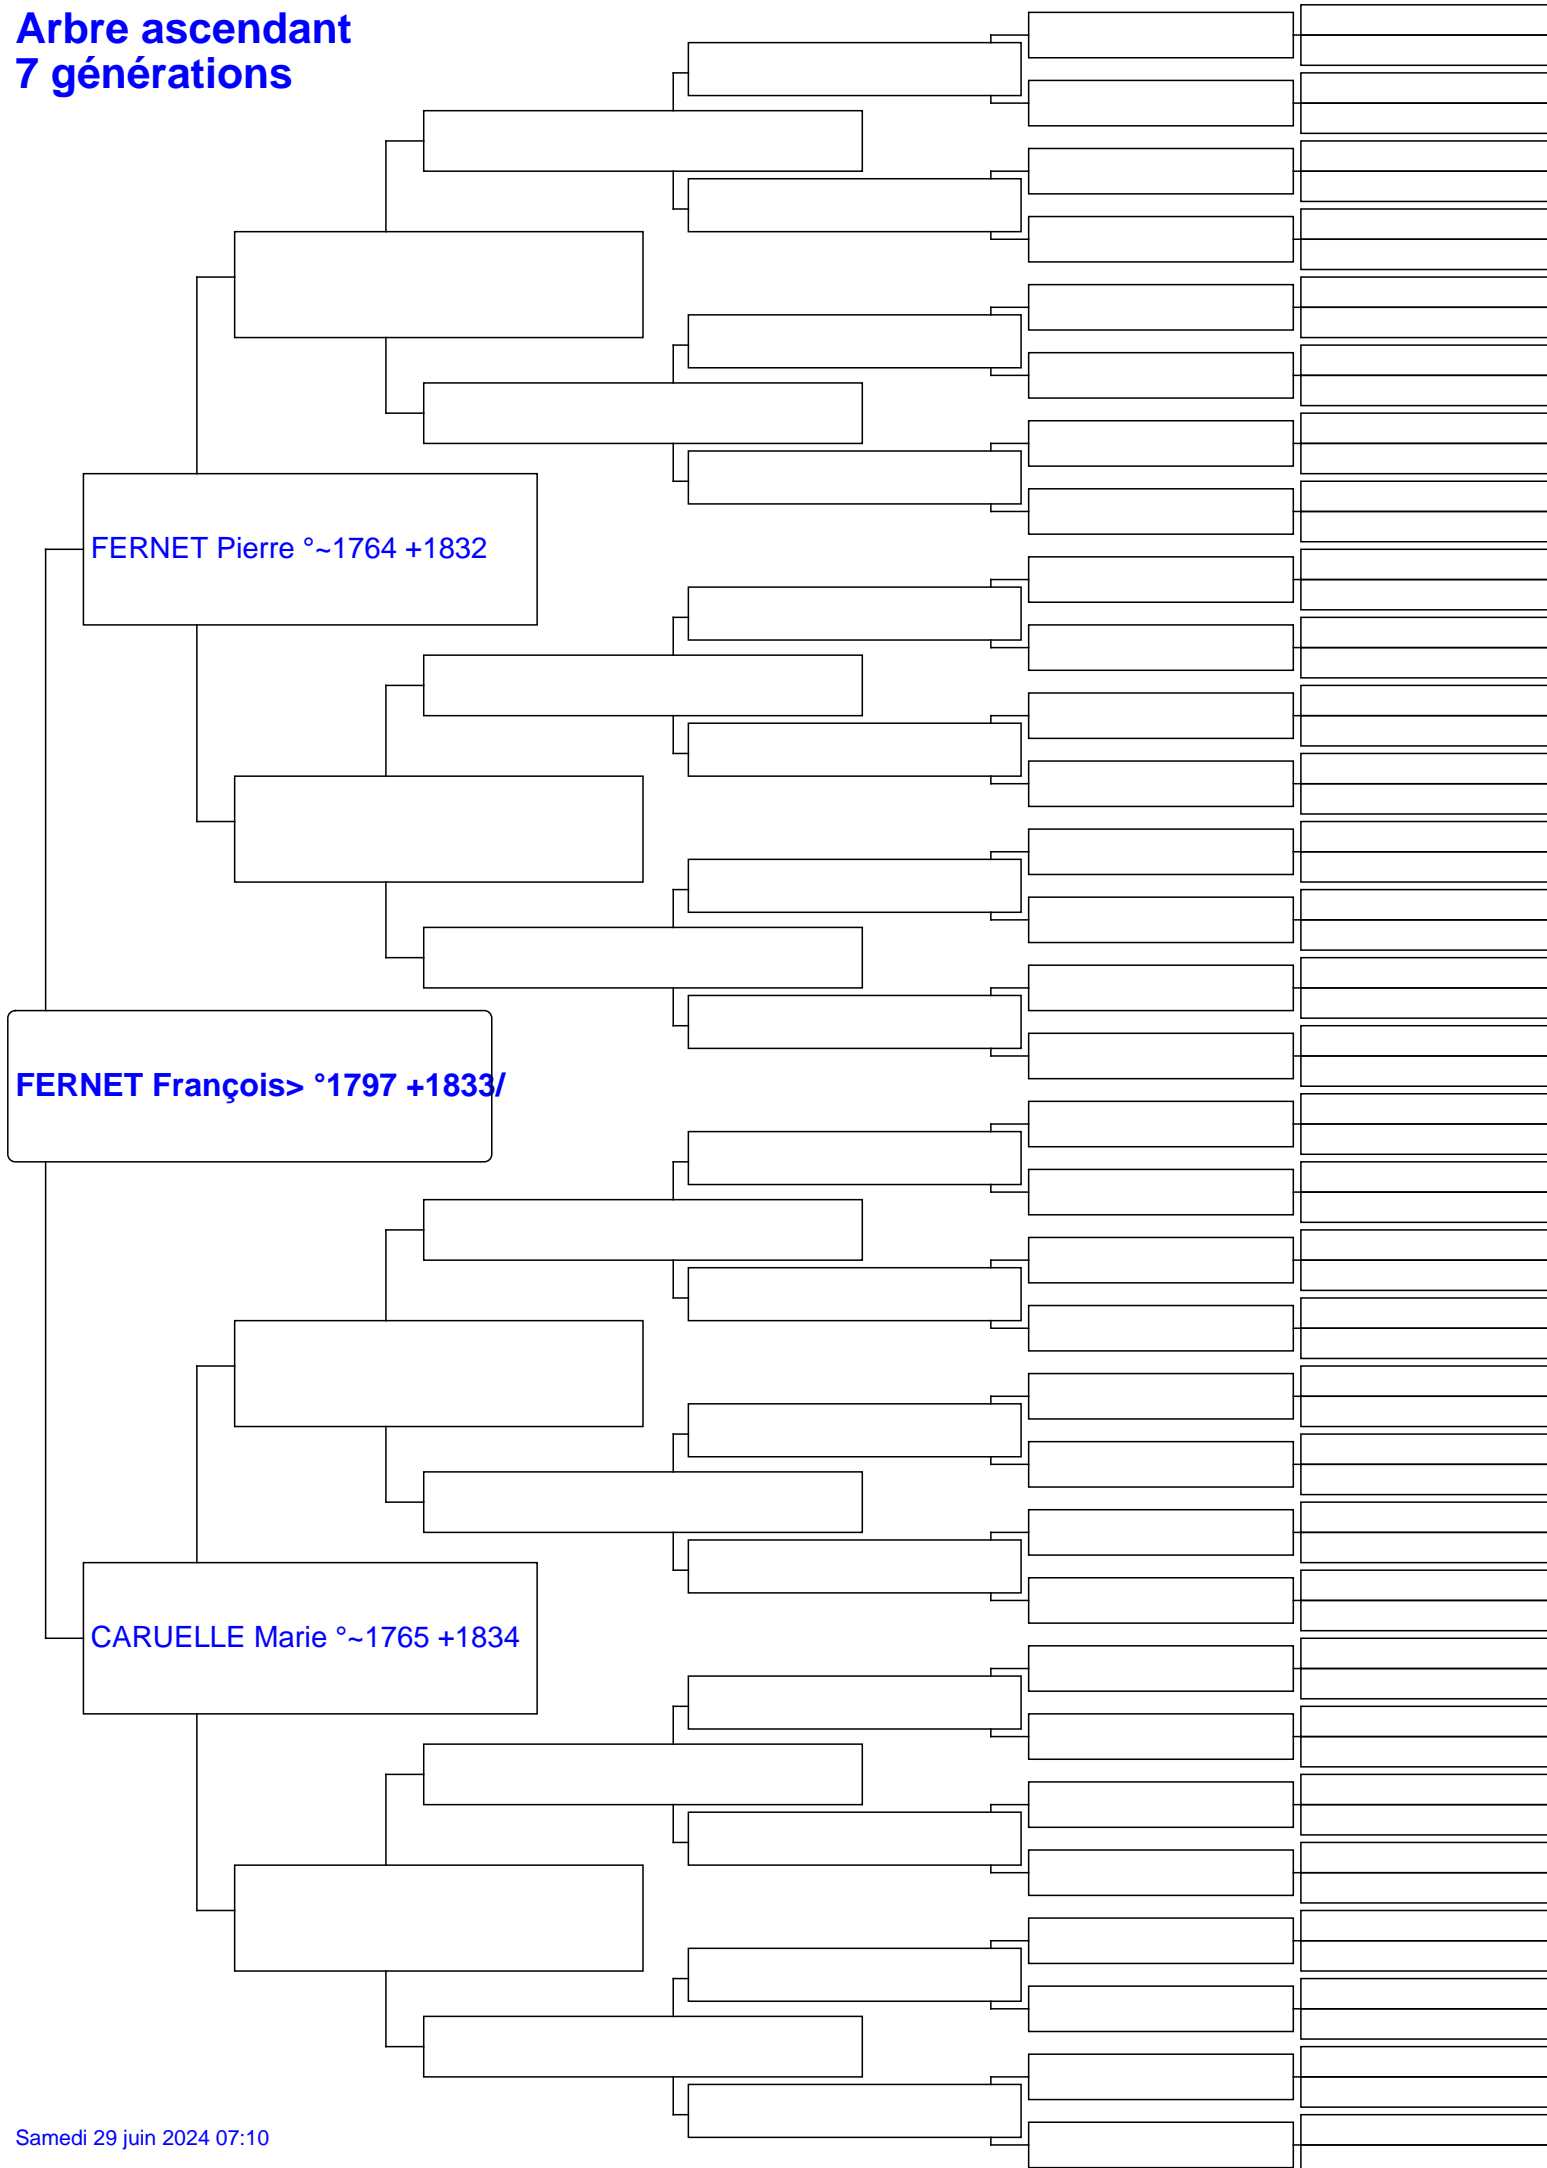 Arbre ascendant
7 générations
FERNET Pierre °~1764 +1832
FERNET François> °1797 +1833/
CARUELLE Marie °~1765 +1834
Samedi 29 juin 2024 07:10